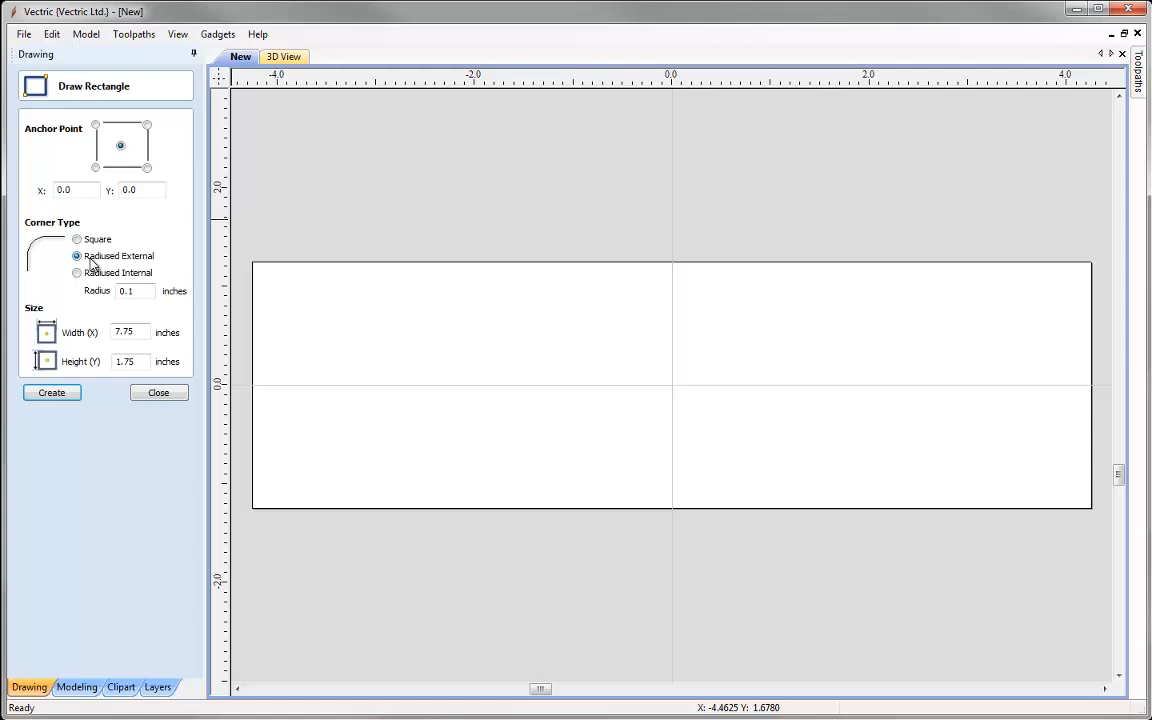 Vectric {Vectric Ltd.} - [New]
File Edit Model Toolpaths View Gadgets Help
Drawing
New 3D View
Toolpaths
-4.0 -2.0 0.0 2.0 4.0
Draw Rectangle
Anchor Point
X: 0.0 Y: 0.0
2.0
Corner Type
Square
Radiused External
Radiused Internal
Radius 0.1 inches
Size
Width (X) 7.75 inches
Height (Y) 1.75 inches
0.0
Create Close
-2.0
Drawing Modeling Clipart Layers
Ready X: -4.4625 Y: 1.6780